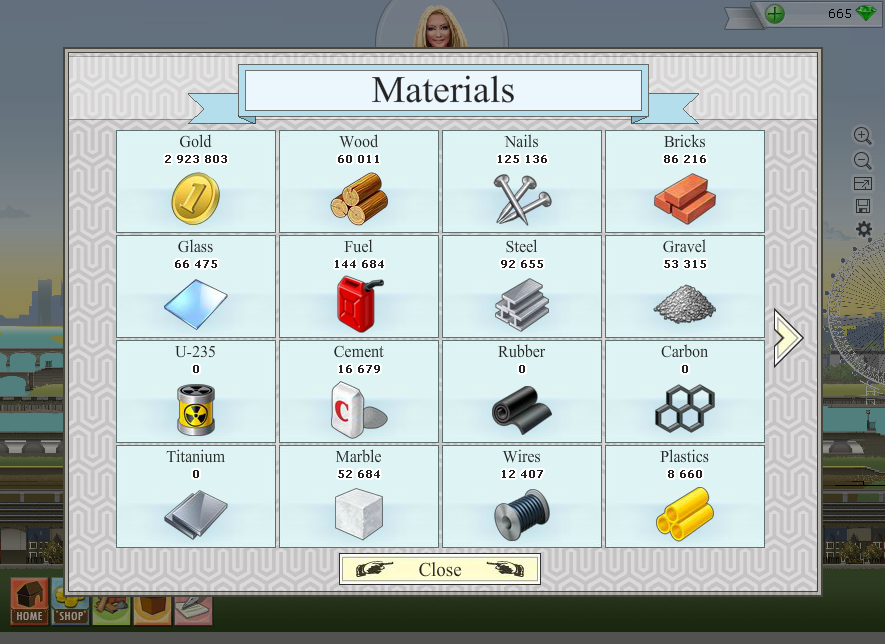 665
Materials
Gold
2 923 803
Wood
60 011
Nails
125 136
Bricks
86 216
Glass
66 475
Fuel
144 684
Steel
92 655
Gravel
53 315
U-235
0
Cement
16 679
C
Rubber
0
Carbon
0
Titanium
0
Marble
52 684
Wires
12 407
Plastics
8 660
Close
HOME
SHOP